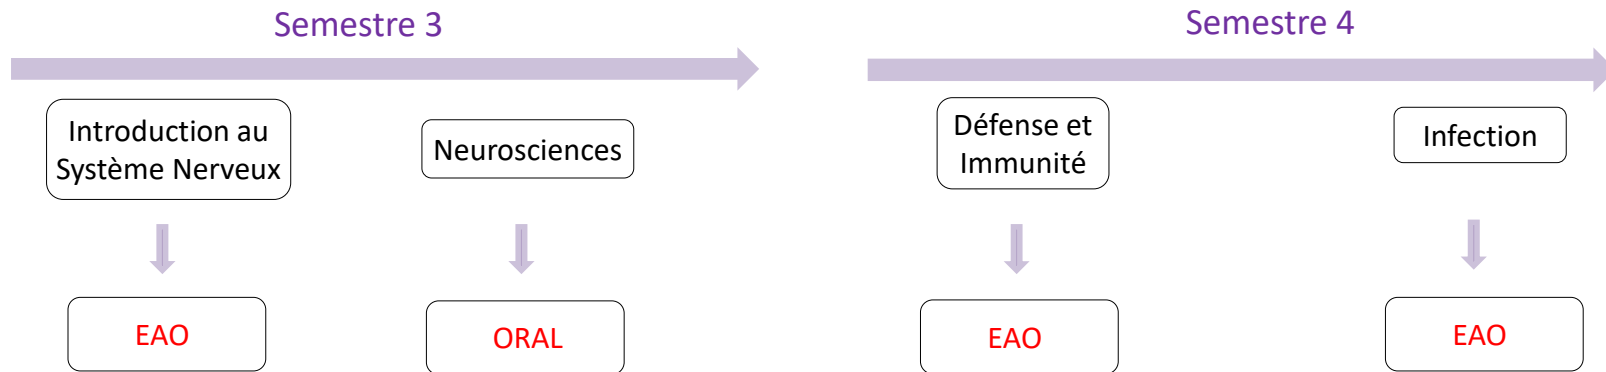 Semestre 3
Semestre 4
Introduction au
Système Nerveux
Neurosciences
Défense et
Immunité
Infection
EAO
ORAL
EAO
EAO